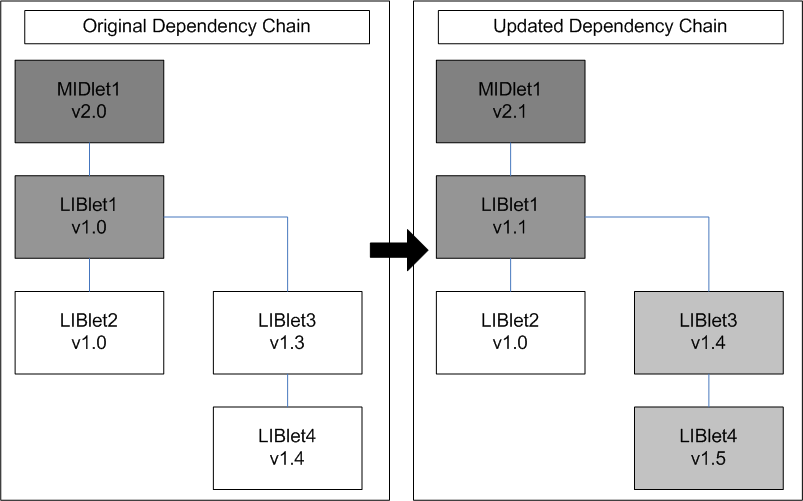 Original Dependency Chain
MIDlet1
v2.0
LIBlet1
v1.0
LIBlet2
v1.0
LIBlet3
v1.3
LIBlet4
v1.4
Updated Dependency Chain
MIDlet1
v2.1
LIBlet1
v1.1
LIBlet2
v1.0
LIBlet3
v1.4
LIBlet4
v1.5